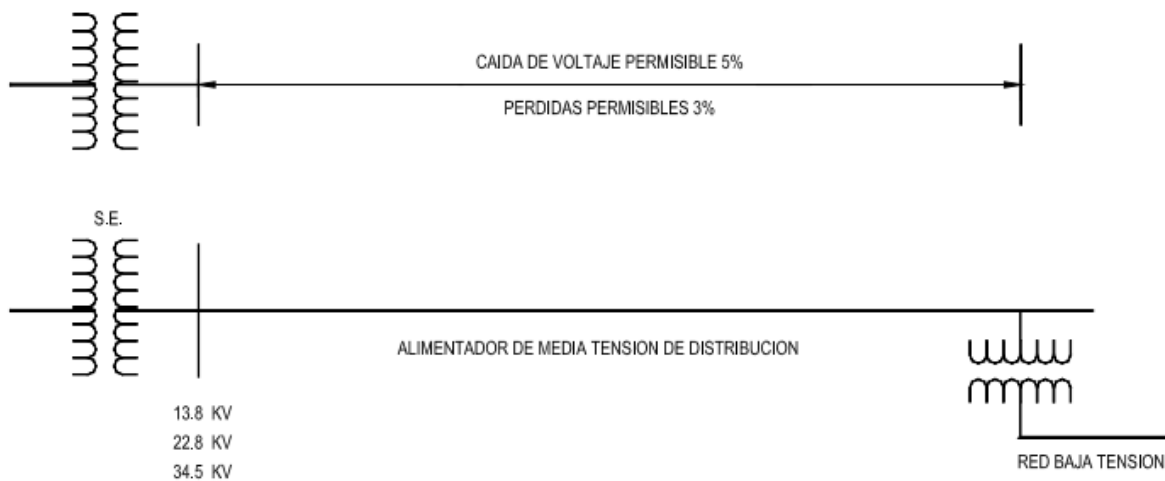 CAIDA DE VOLTAJE PERMISIBLE 5%
PERDIDAS PERMISIBLES 3%
S.E.
ALIMENTADOR DE MEDIA TENSION DE DISTRIBUCION
13.8 KV
22.8 KV
34.5 KV
RED BAJA TENSION